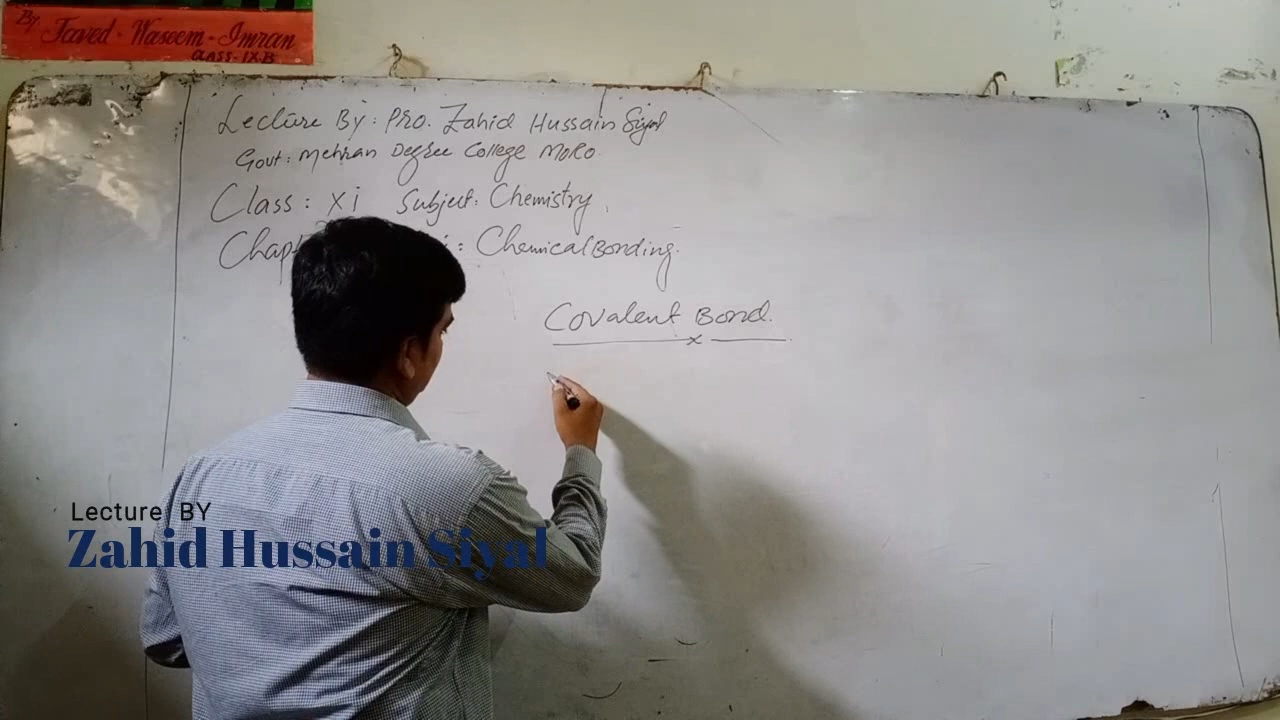 By:
Javed - Waseem - Imran
CLASS-IX.B
Lecture By: Pro. Zahid Hussain Siyal
Govt: Mehran Degree College Moro
Class: XI Subject: Chemistry.
Chemical Bonding.
Covalent Bond.
Lecture BY
Zahid Hussain Siyal